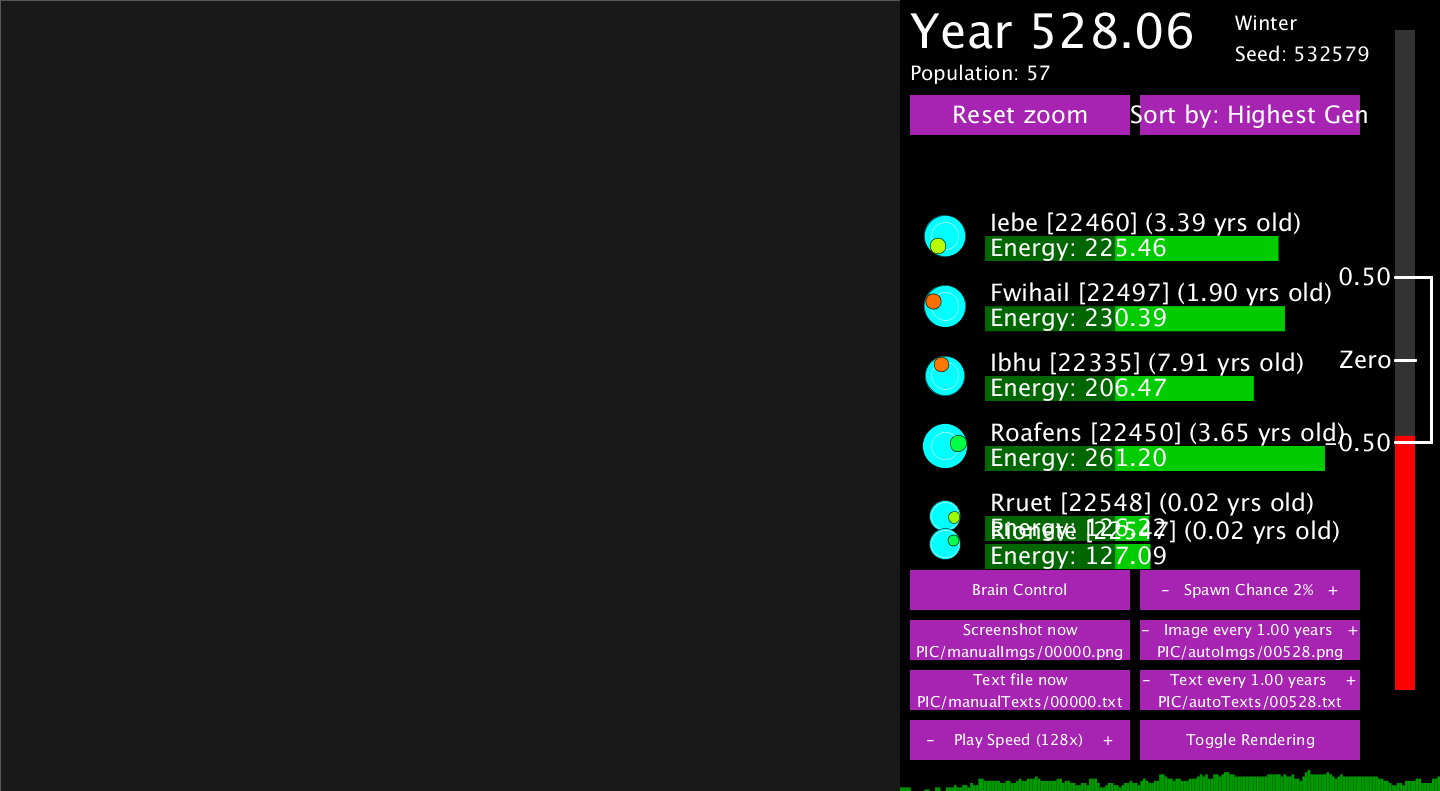 Year 528.06
Winter
Seed: 532579
Population: 57
Reset zoom
Sort by: Highest Gen
Iebe [22460] (3.39 yrs old)
Energy: 225.46
Fwihail [22497] (1.90 yrs old)
Energy: 230.39
Ibhu [22335] (7.91 yrs old)
Energy: 206.47
Roafens [22450] (3.65 yrs old)
Energy: 261.20
Rruet [22548] (0.02 yrs old)
Energy:
(0.02 yrs old)
Energy: 127.09
0.50
Zero
-0.50
Brain Control
- Spawn Chance 2% +
Screenshot now
PIC/manualImgs/00000.png
- Image every 1.00 years +
PIC/autoImgs/00528.png
Text file now
PIC/manualTexts/00000.txt
- Text every 1.00 years +
PIC/autoTexts/00528.txt
- Play Speed (128x) +
Toggle Rendering